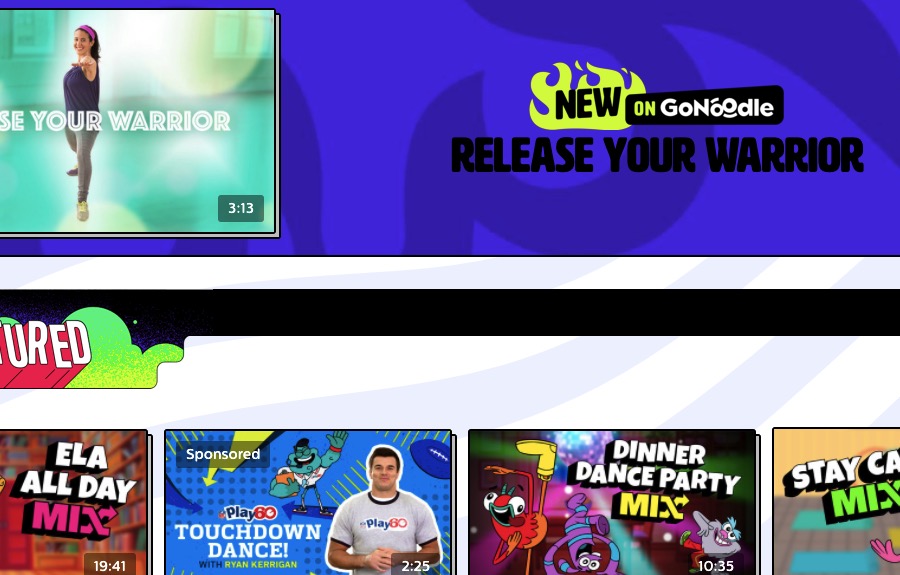 SE YOUR WARRIOR
3:13
NEW ON GoNoodle
RELEASE YOUR WARRIOR
TURED
ELA
ALL DAY
MIX
19:41
Sponsored
Play60
TOUCHDOWN
DANCE!
WITH RYAN KERRIGAN
Play60
2:25
DINNER
DANCE PARTY
MIX
10:35
STAY CA
MIX